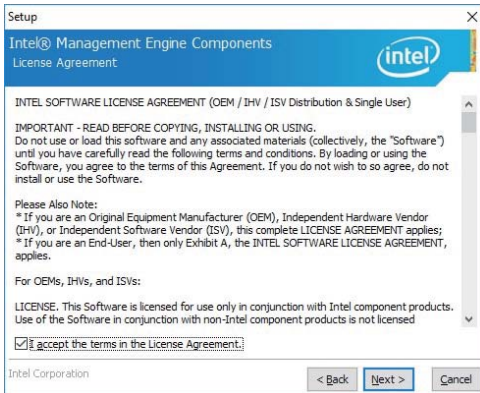 Setup
Intel® Management Engine Components
License Agreement
intel
INTEL SOFTWARE LICENSE AGREEMENT (OEM / IHV / ISV Distribution & Single User)
IMPORTANT - READ BEFORE COPYING, INSTALLING OR USING.
Do not use or load this software and any associated materials (collectively, the "Software")
until you have carefully read the following terms and conditions. By loading or using the
Software, you agree to the terms of this Agreement. If you do not wish to so agree, do not
install or use the Software.
Please Also Note:
* If you are an Original Equipment Manufacturer (OEM), Independent Hardware Vendor
(IHV), or Independent Software Vendor (ISV), this complete LICENSE AGREEMENT applies;
* If you are an End-User, then only Exhibit A, the INTEL SOFTWARE LICENSE AGREEMENT,
applies.
For OEMs, IHVs, and ISVs:
LICENSE. This Software is licensed for use only in conjunction with Intel component products.
Use of the Software in conjunction with non-Intel component products is not licensed
I accept the terms in the License Agreement.
Intel Corporation
< Back Next > Cancel